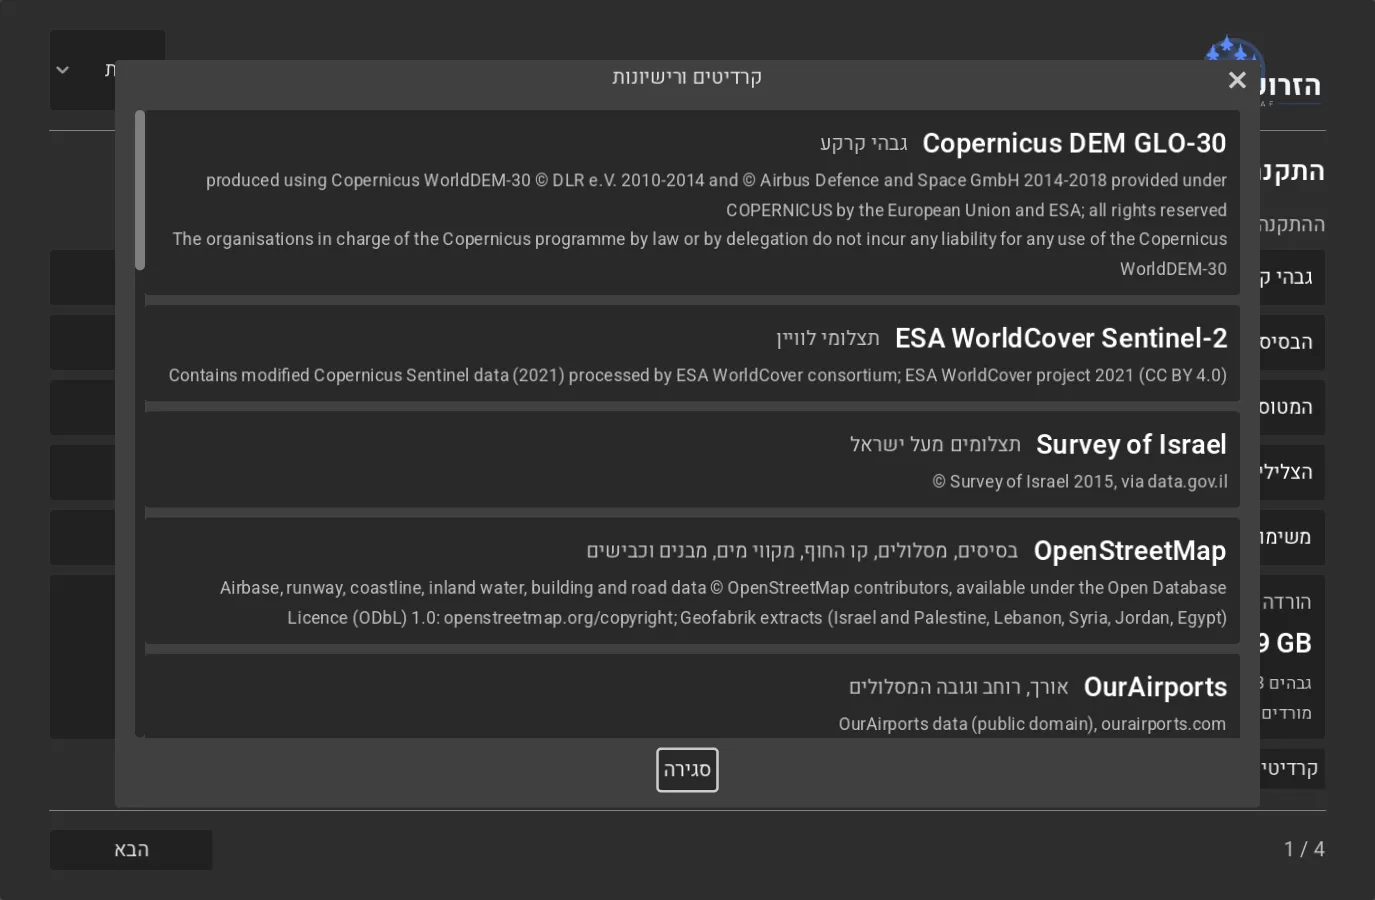 קרדיטים ורישיונות
Copernicus DEM GLO-30 גבהי קרקע
produced using Copernicus WorldDEM-30 © DLR e.V. 2010-2014 and © Airbus Defence and Space GmbH 2014-2018 provided under
COPERNICUS by the European Union and ESA; all rights reserved
The organisations in charge of the Copernicus programme by law or by delegation do not incur any liability for any use of the Copernicus
WorldDEM-30
ESA WorldCover Sentinel-2 תצלומי לוויין
Contains modified Copernicus Sentinel data (2021) processed by ESA WorldCover consortium; ESA WorldCover project 2021 (CC BY 4.0)
Survey of Israel תצלומים מעל ישראל
© Survey of Israel 2015, via data.gov.il
OpenStreetMap בסיסים, מסלולים, קו החוף, מקווי מים, מבנים וכבישים
Airbase, runway, coastline, inland water, building and road data © OpenStreetMap contributors, available under the Open Database
Licence (ODbL) 1.0: openstreetmap.org/copyright; Geofabrik extracts (Israel and Palestine, Lebanon, Syria, Jordan, Egypt)
OurAirports אורך, רוחב וגובה המסלולים
OurAirports data (public domain), ourairports.com
סגירה
גבהי
הורדה
GB
גבהים
מורדים
1 / 4
הבא